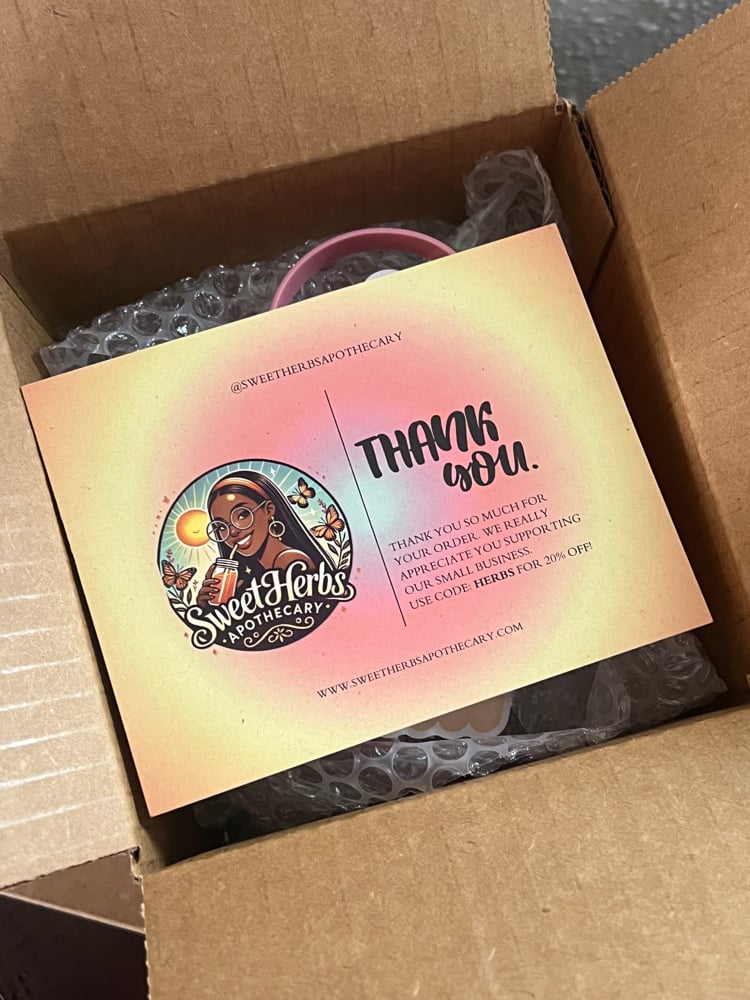 @SWEETHERBSAPOTHECARY
SweetHerbs
• APOTHECARY •
THANK
you.
THANK YOU SO MUCH FOR
YOUR ORDER. WE REALLY
APPRECIATE YOU SUPPORTING
OUR SMALL BUSINESS.
USE CODE: HERBS FOR 20% OFF!
WWW.SWEETHERBSAPOTHECARY.COM